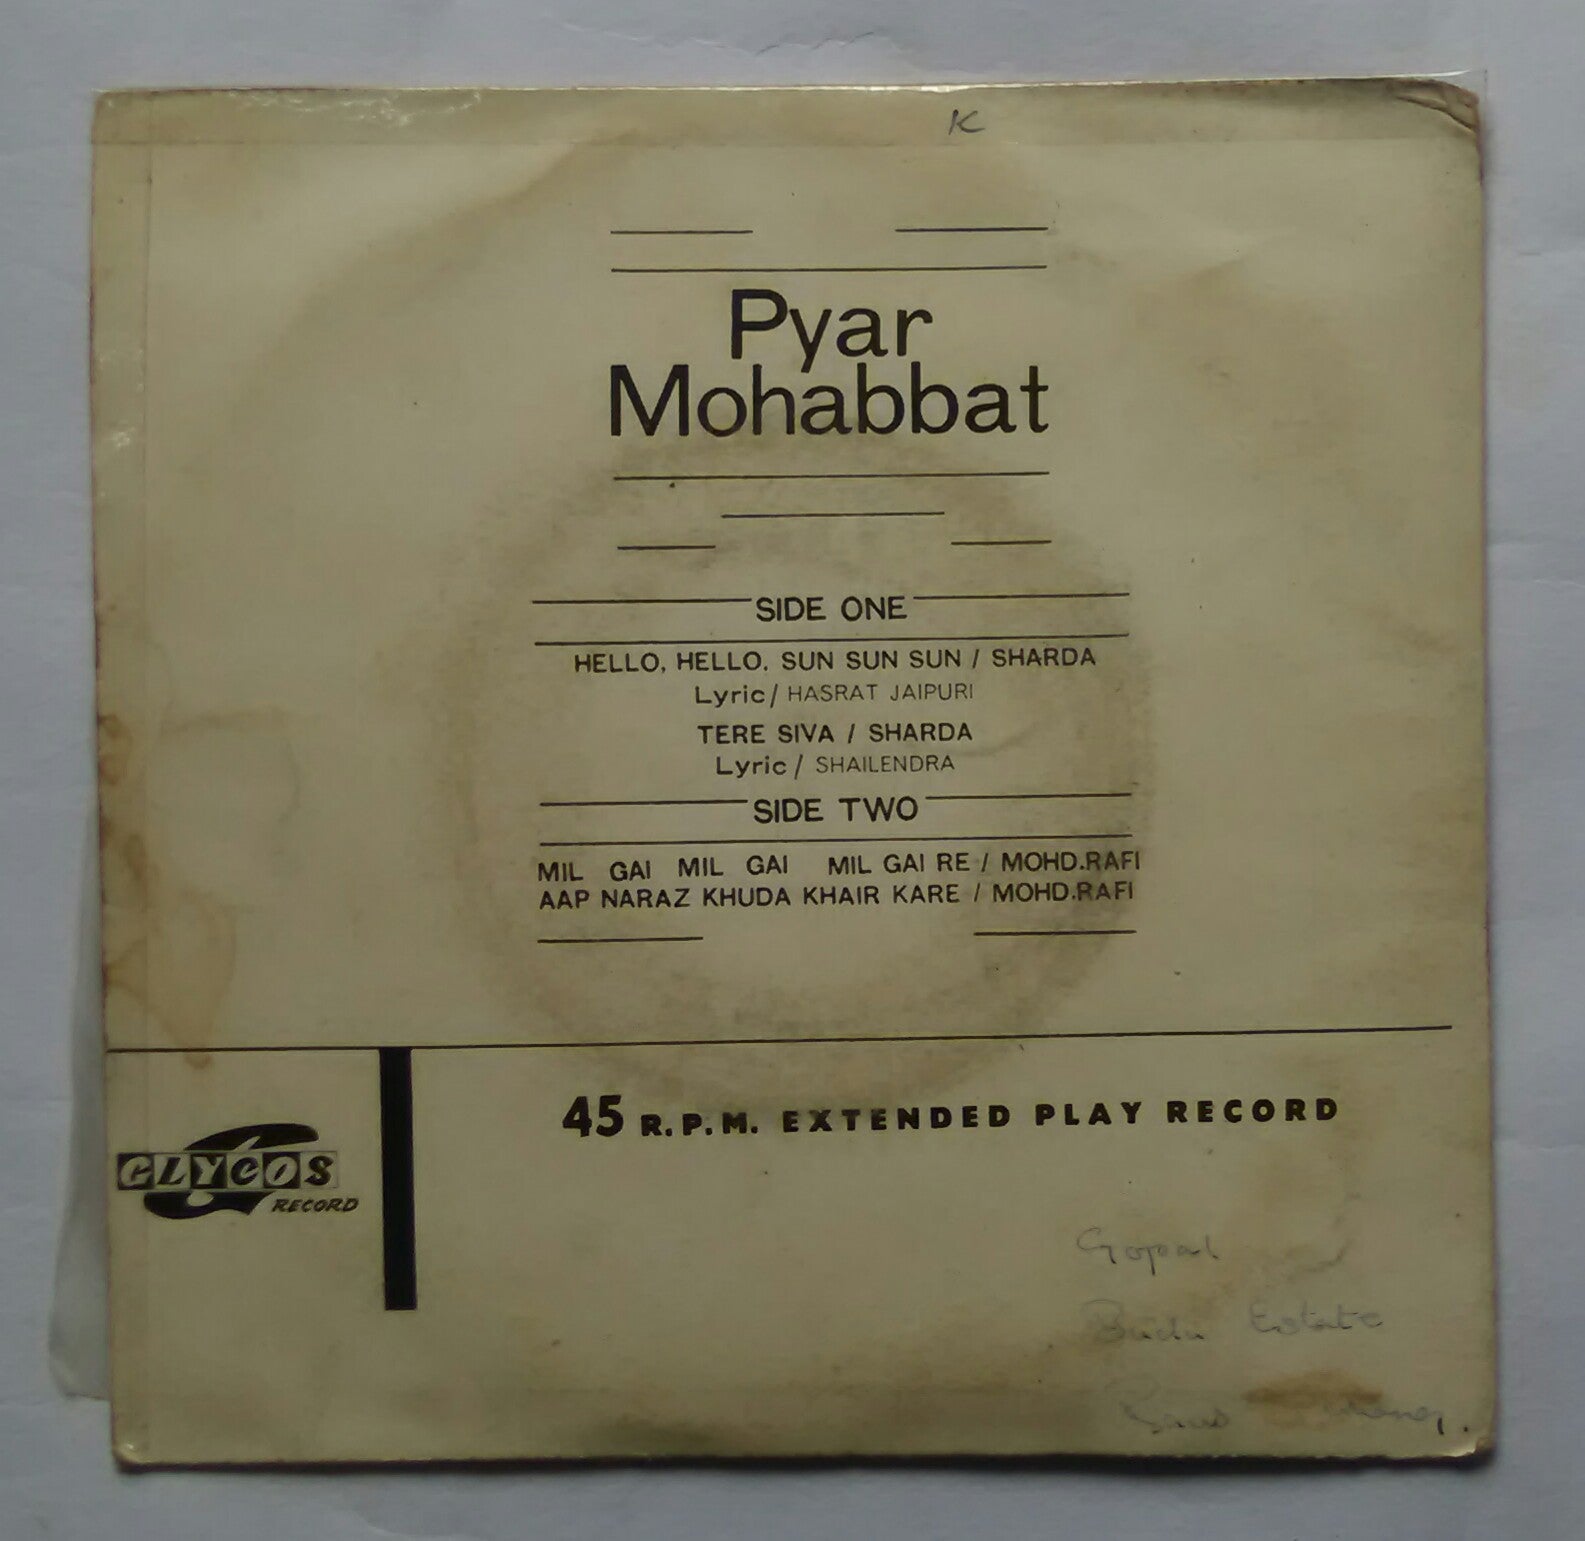 K
Pyar
Mohabbat
SIDE ONE
HELLO, HELLO, SUN SUN SUN / SHARDA
Lyric / HASRAT JAIPURI
TERE SIVA / SHARDA
Lyric / SHAILENDRA
SIDE TWO
MIL GAI MIL GAI MIL GAI RE / MOHD.RAFI
AAP NARAZ KHUDA KHAIR KARE / MOHD.RAFI
45 R.P.M. EXTENDED PLAY RECORD
GLYCOS
RECORD
Gopal
Estate